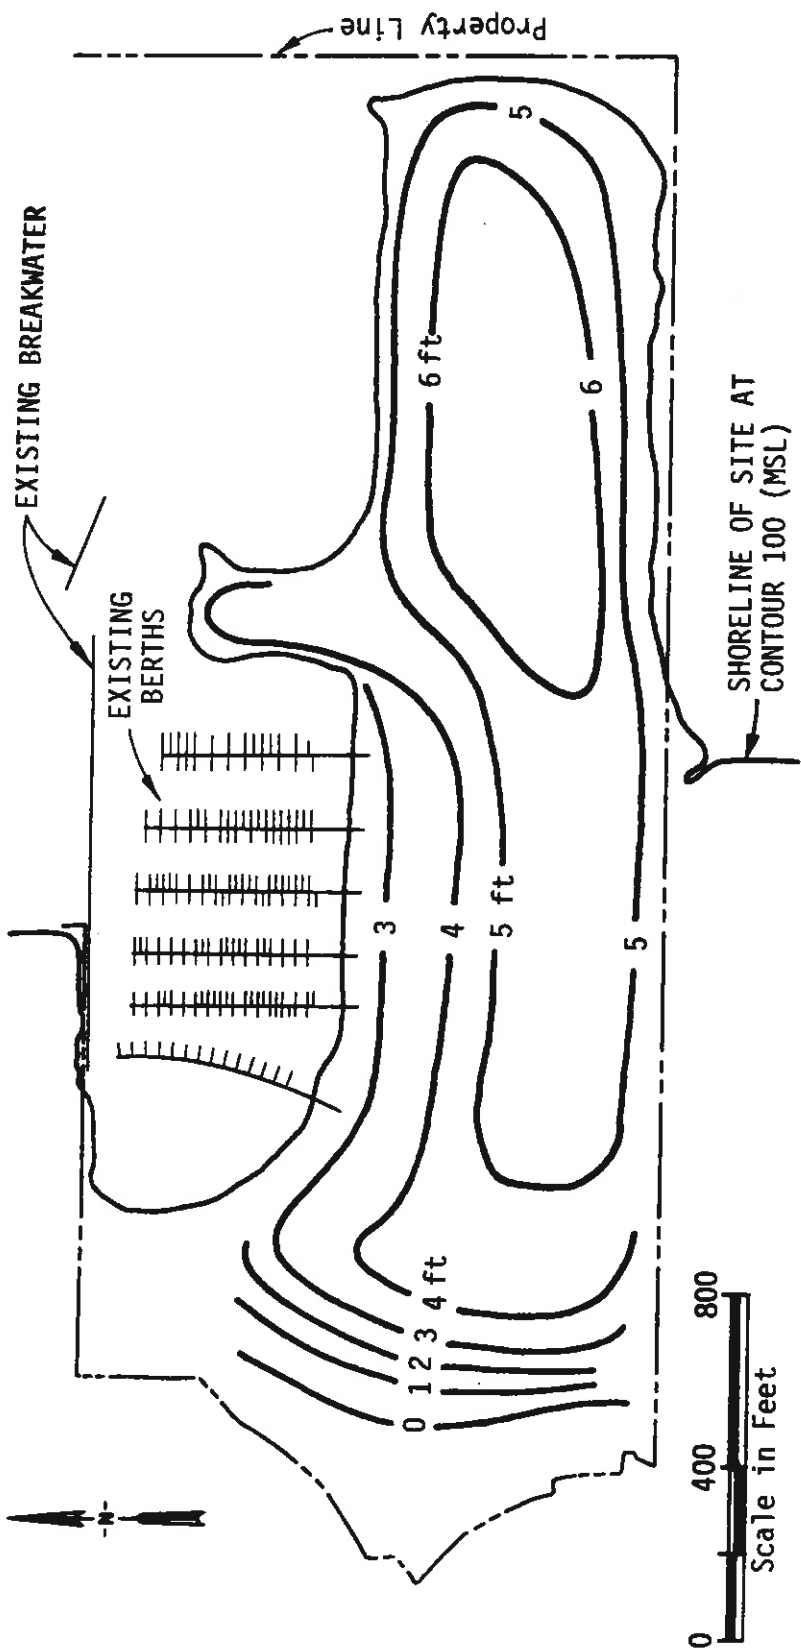 Property Line
EXISTING BREAKWATER
EXISTING
BERTHS
5
6 ft
6
SHORELINE OF SITE AT
CONTOUR 100 (MSL)
3
4
5 ft
5
4 ft
3
2
1
0
N
0
400
800
Scale in Feet